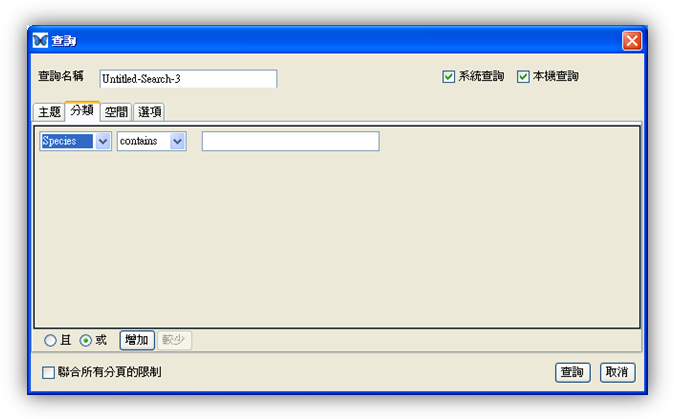 查詢
查詢名稱 Untitled-Search-3 系統查詢 本機查詢
主題 分類 空間 選項
Species contains
且 或 增加 較少
聯合所有分頁的限制 查詢 取消